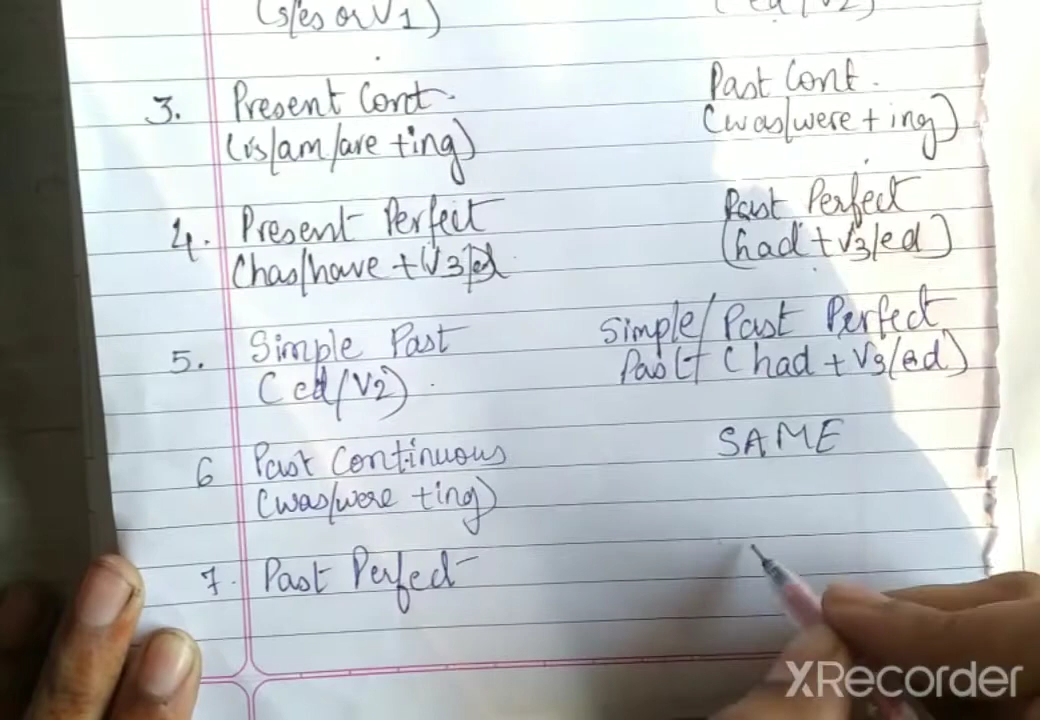 (s/es or V1)
3. Present Cont. Past Cont.
(is/am/are +ing) (was/were + ing)
4. Present Perfect Past Perfect
(has/have + V3/ed (had + V3/ed)
5. Simple Past Simple/ Past Perfect
(ed/V2) Past (had + V3/ed)
6 Past Continuous SAME
(was/were +ing)
7. Past Perfect
XRecorder